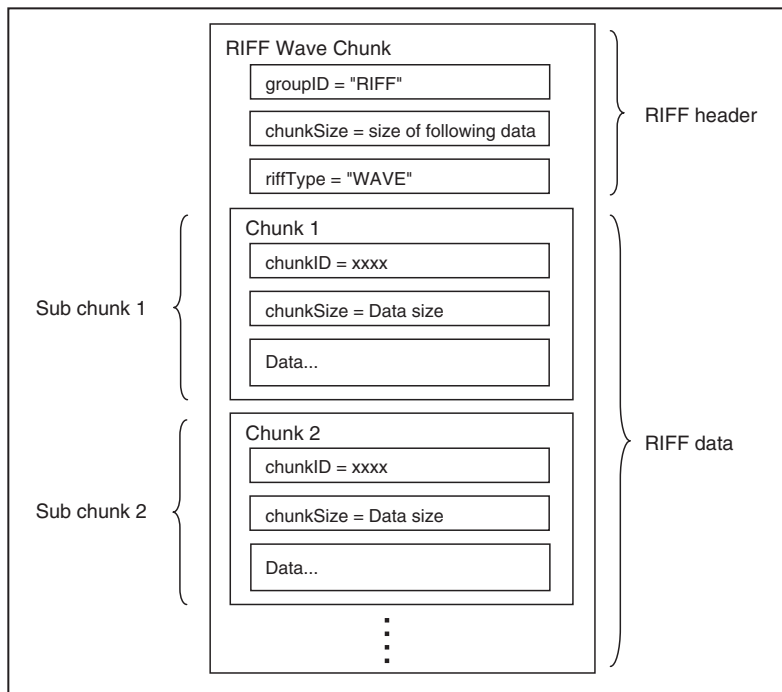 RIFF Wave Chunk
groupID = "RIFF"
chunkSize = size of following data
riffType = "WAVE"
RIFF header
Sub chunk 1
Chunk 1
chunkID = xxxx
chunkSize = Data size
Data...
Sub chunk 2
Chunk 2
chunkID = xxxx
chunkSize = Data size
Data...
RIFF data